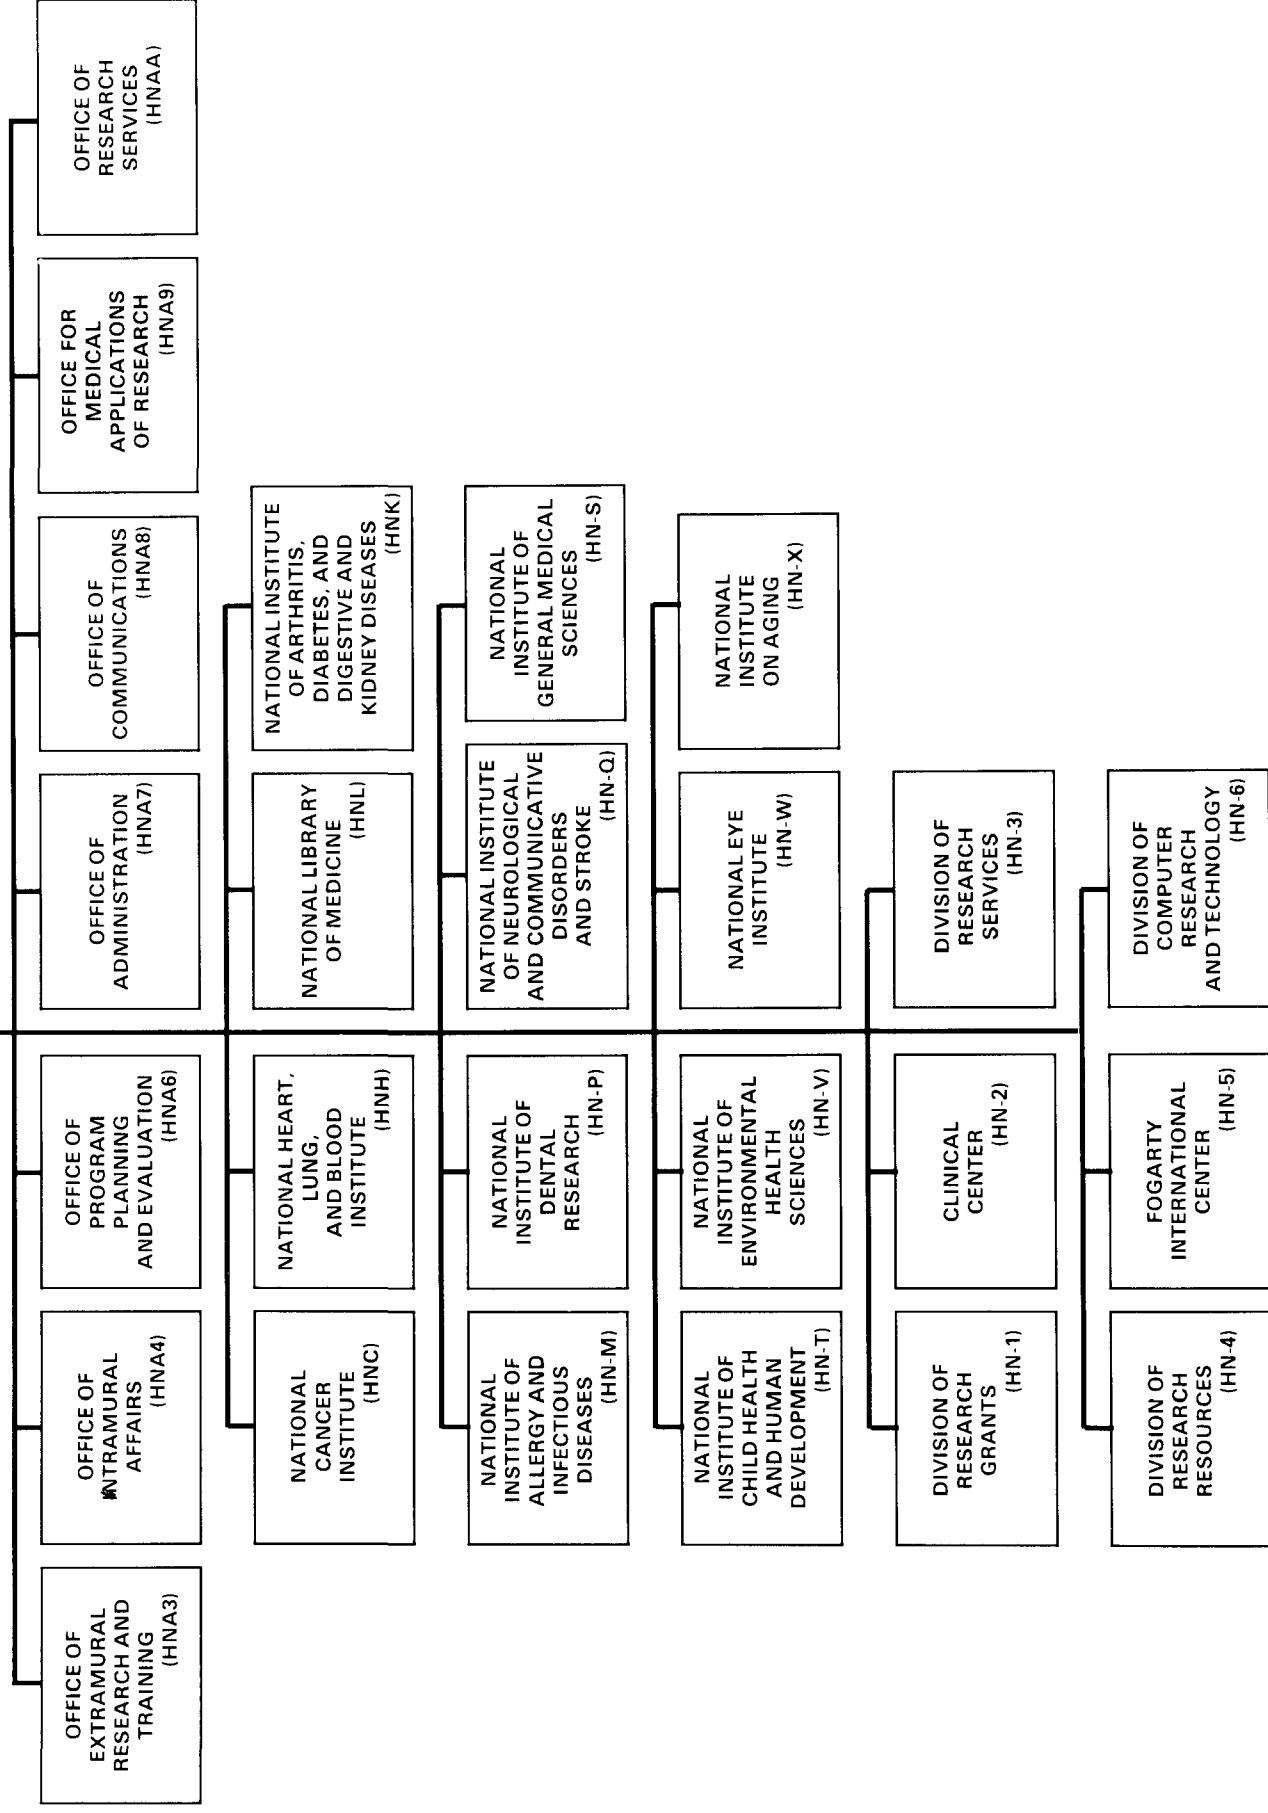 OFFICE OF
EXTRAMURAL
RESEARCH AND
TRAINING
(HNA3)
OFFICE OF
INTRAMURAL
AFFAIRS
(HNA4)
OFFICE OF
PROGRAM
PLANNING
AND EVALUATION
(HNA6)
OFFICE OF
ADMINISTRATION
(HNA7)
OFFICE OF
COMMUNICATIONS
(HNA8)
OFFICE FOR
MEDICAL
APPLICATIONS
OF RESEARCH
(HNA9)
OFFICE OF
RESEARCH
SERVICES
(HNAA)
NATIONAL
CANCER
INSTITUTE
(HNC)
NATIONAL HEART,
LUNG,
AND BLOOD
INSTITUTE
(HNH)
NATIONAL LIBRARY
OF MEDICINE
(HNL)
NATIONAL INSTITUTE
OF ARTHRITIS,
DIABETES, AND
DIGESTIVE AND
KIDNEY DISEASES
(HNK)
NATIONAL
INSTITUTE OF
ALLERGY AND
INFECTIOUS
DISEASES
(HN-M)
NATIONAL
INSTITUTE OF
DENTAL
RESEARCH
(HN-P)
NATIONAL INSTITUTE
OF NEUROLOGICAL
AND COMMUNICATIVE
DISORDERS
AND STROKE
(HN-Q)
NATIONAL
INSTITUTE OF
GENERAL MEDICAL
SCIENCES
(HN-S)
NATIONAL
INSTITUTE OF
CHILD HEALTH
AND HUMAN
DEVELOPMENT
(HN-T)
NATIONAL
INSTITUTE OF
ENVIRONMENTAL
HEALTH
SCIENCES
(HN-V)
NATIONAL EYE
INSTITUTE
(HN-W)
NATIONAL
INSTITUTE
ON AGING
(HN-X)
DIVISION OF
RESEARCH
GRANTS
(HN-1)
CLINICAL
CENTER
(HN-2)
DIVISION OF
RESEARCH
SERVICES
(HN-3)
DIVISION OF
RESEARCH
RESOURCES
(HN-4)
FOGARTY
INTERNATIONAL
CENTER
(HN-5)
DIVISION OF
COMPUTER
RESEARCH
AND TECHNOLOGY
(HN-6)